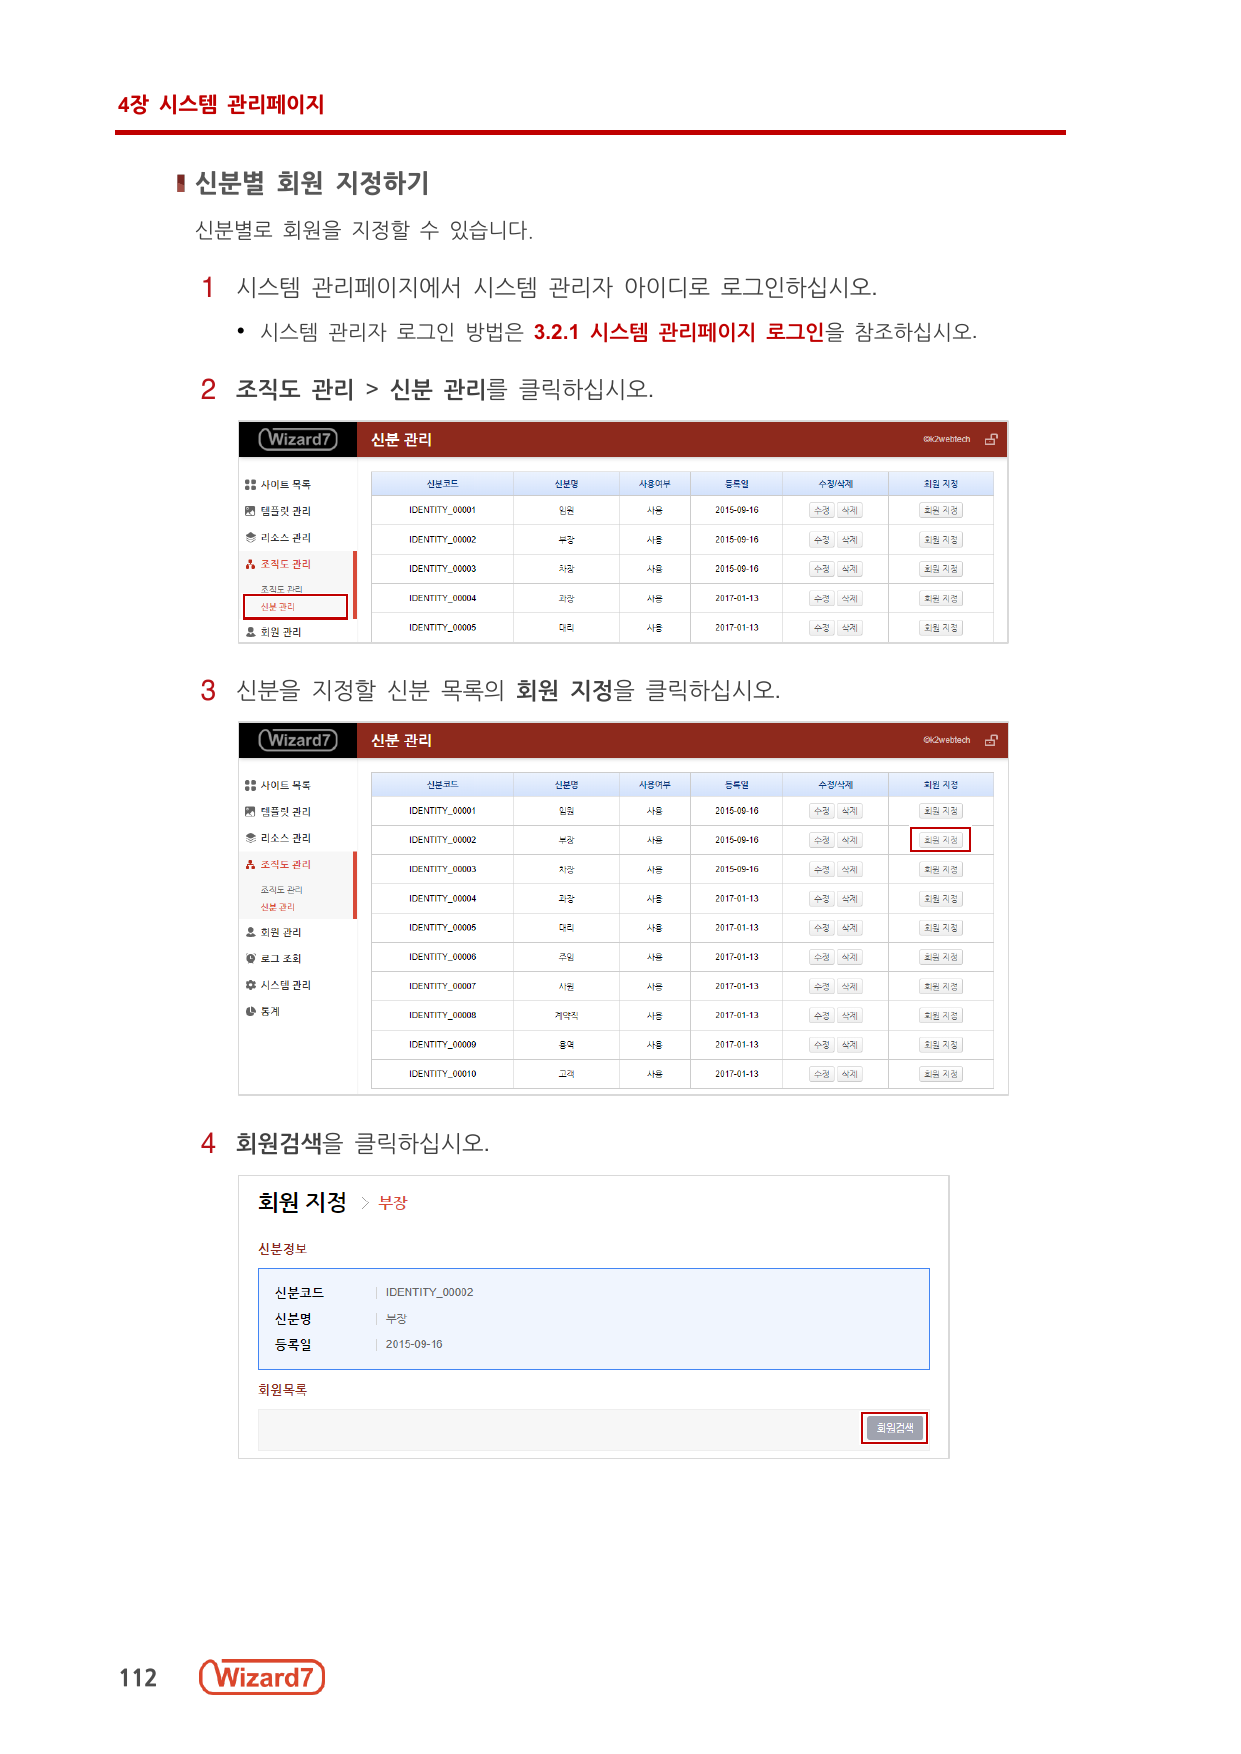 4장 시스템 관리페이지
신분별 회원 지정하기
신분별로 회원을 지정할 수 있습니다.
1 시스템 관리페이지에서 시스템 관리자 아이디로 로그인하십시오.
• 시스템 관리자 로그인 방법은 3.2.1 시스템 관리페이지 로그인을 참조하십시오.
2 조직도 관리 > 신분 관리를 클릭하십시오.
Wizard7 신분 관리 ©k2webtech
사이트 목록
템플릿 관리
리소스 관리
조직도 관리
조직도 관리
신분 관리
회원 관리
신분코드 신분명 사용여부 등록일 수정/삭제 회원 지정
IDENTITY_00001 임원 사용 2015-09-16 수정 삭제 회원 지정
IDENTITY_00002 부장 사용 2015-09-16 수정 삭제 회원 지정
IDENTITY_00003 차장 사용 2015-09-16 수정 삭제 회원 지정
IDENTITY_00004 과장 사용 2017-01-13 수정 삭제 회원 지정
IDENTITY_00005 대리 사용 2017-01-13 수정 삭제 회원 지정
3 신분을 지정할 신분 목록의 회원 지정을 클릭하십시오.
Wizard7 신분 관리 ©k2webtech
사이트 목록
템플릿 관리
리소스 관리
조직도 관리
조직도 관리
신분 관리
회원 관리
로그 조회
시스템 관리
통계
신분코드 신분명 사용여부 등록일 수정/삭제 회원 지정
IDENTITY_00001 임원 사용 2015-09-16 수정 삭제 회원 지정
IDENTITY_00002 부장 사용 2015-09-16 수정 삭제 회원 지정
IDENTITY_00003 차장 사용 2015-09-16 수정 삭제 회원 지정
IDENTITY_00004 과장 사용 2017-01-13 수정 삭제 회원 지정
IDENTITY_00005 대리 사용 2017-01-13 수정 삭제 회원 지정
IDENTITY_00006 주임 사용 2017-01-13 수정 삭제 회원 지정
IDENTITY_00007 사원 사용 2017-01-13 수정 삭제 회원 지정
IDENTITY_00008 계약직 사용 2017-01-13 수정 삭제 회원 지정
IDENTITY_00009 용역 사용 2017-01-13 수정 삭제 회원 지정
IDENTITY_00010 고객 사용 2017-01-13 수정 삭제 회원 지정
4 회원검색을 클릭하십시오.
회원 지정 > 부장
신분정보
신분코드 | IDENTITY_00002
신분명 | 부장
등록일 | 2015-09-16
회원목록
회원검색
112 Wizard7